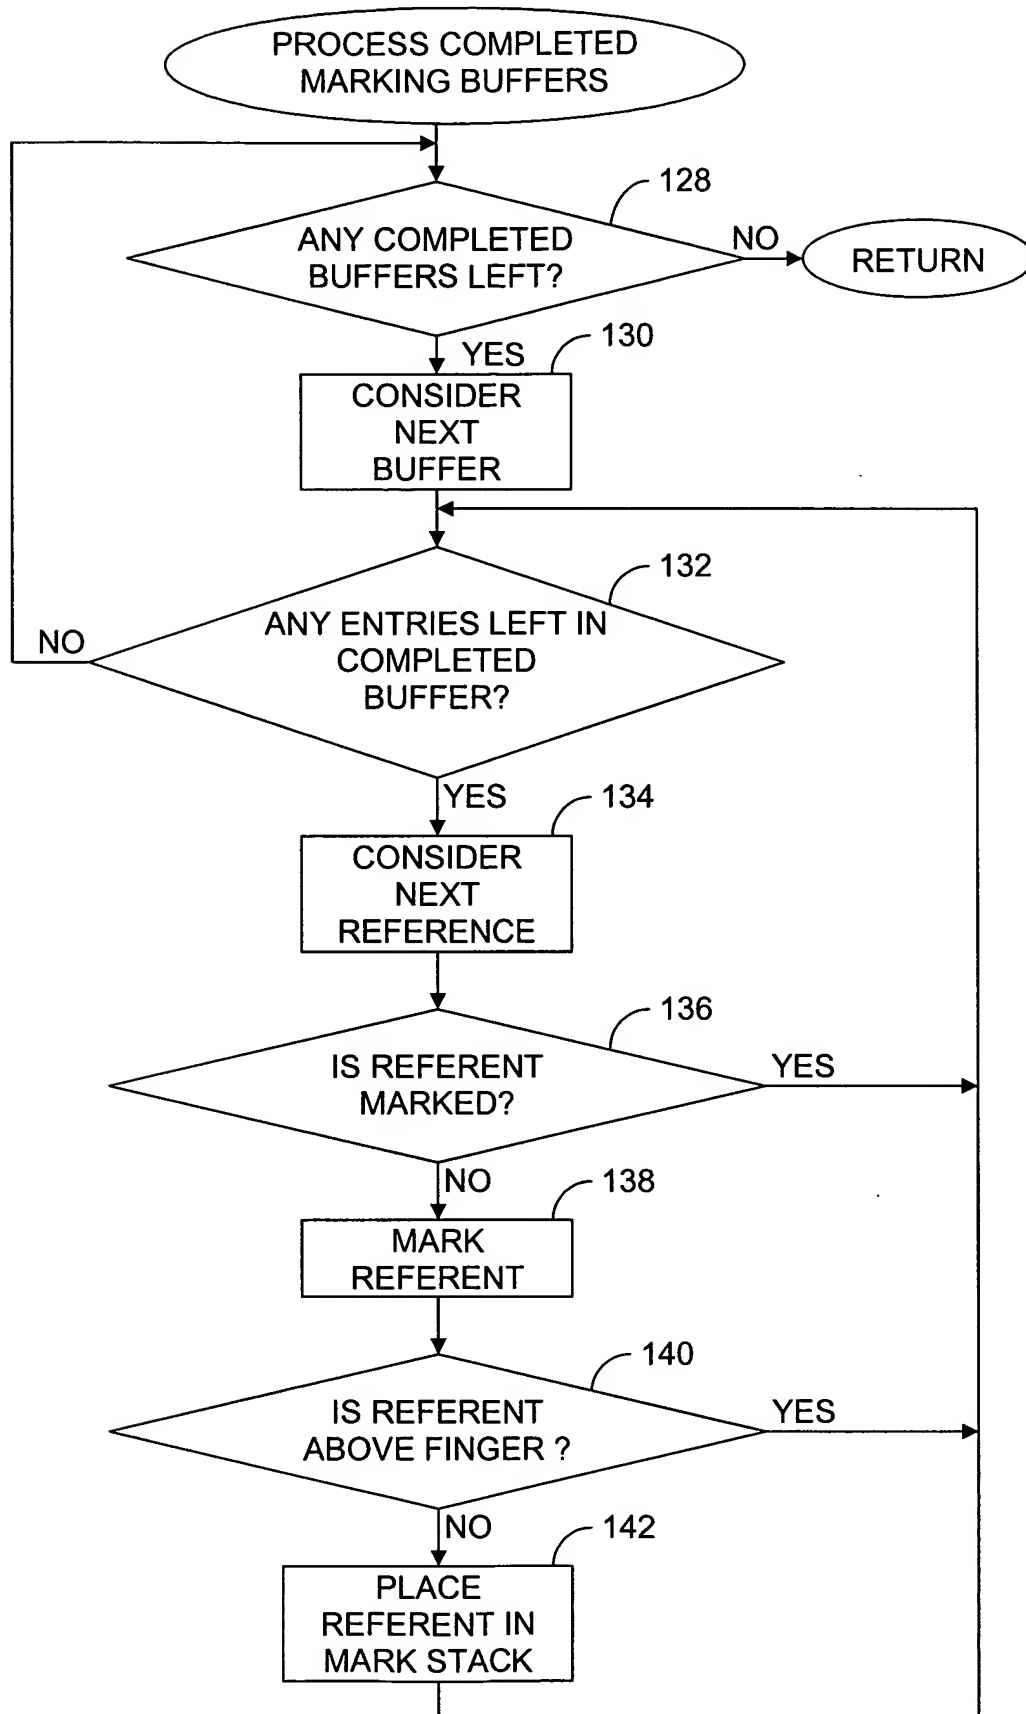 PROCESS COMPLETED
MARKING BUFFERS
128
ANY COMPLETED
BUFFERS LEFT?
NO
RETURN
YES
130
CONSIDER
NEXT
BUFFER
132
ANY ENTRIES LEFT IN
COMPLETED
BUFFER?
NO
YES
134
CONSIDER
NEXT
REFERENCE
136
IS REFERENT
MARKED?
YES
NO
138
MARK
REFERENT
140
IS REFERENT
ABOVE FINGER ?
YES
NO
142
PLACE
REFERENT IN
MARK STACK